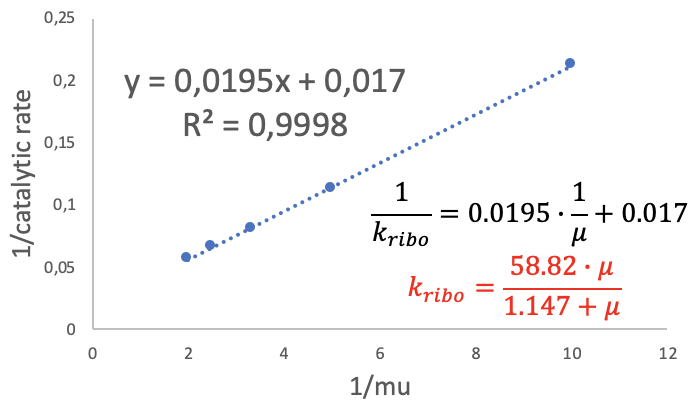 0,25
0,2
0,15
0,1
0,05
0
1/catalytic rate
y = 0,0195x + 0,017
R² = 0,9998
1/k_ribo = 0.0195 · 1/μ + 0.017
k_ribo = 58.82 · μ / 1.147 + μ
0 2 4 6 8 10 12
1/mu